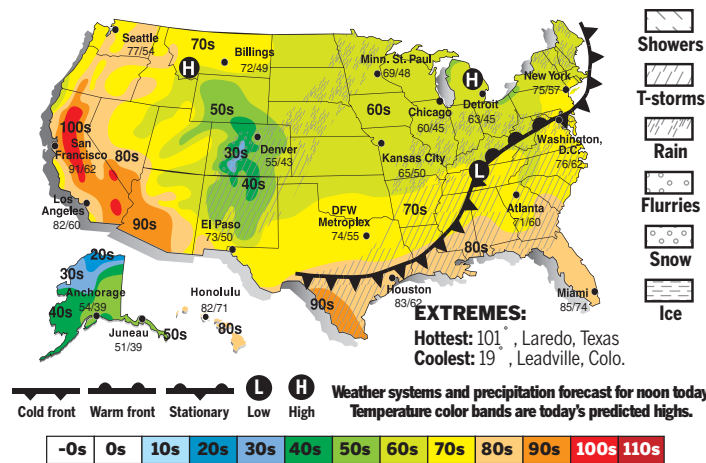 Seattle
77/54
70s
Billings
72/49
H
Minn. St. Paul
69/48
H
New York
75/57
Chicago
60/45
Detroit
63/45
50s
60s
100s
San
Francisco
91/62
80s
30s
Denver
55/43
40s
Kansas City
65/50
Washington,
D.C.
76/62
L
Los
Angeles
82/60
90s
El Paso
73/50
DFW
Metroplex
74/55
70s
Atlanta
71/60
80s
20s
30s
Anchorage
54/39
40s
Juneau
51/39
50s
Honolulu
82/71
80s
90s
Houston
83/62
Miami
85/74
EXTREMES:
Hottest: 101°, Laredo, Texas
Coolest: 19°, Leadville, Colo.
Showers
T-storms
Rain
Flurries
Snow
Ice
Cold front
Warm front
Stationary
L
Low
H
High
Weather systems and precipitation forecast for noon today
Temperature color bands are today's predicted highs.
-0s 0s 10s 20s 30s 40s 50s 60s 70s 80s 90s 100s 110s